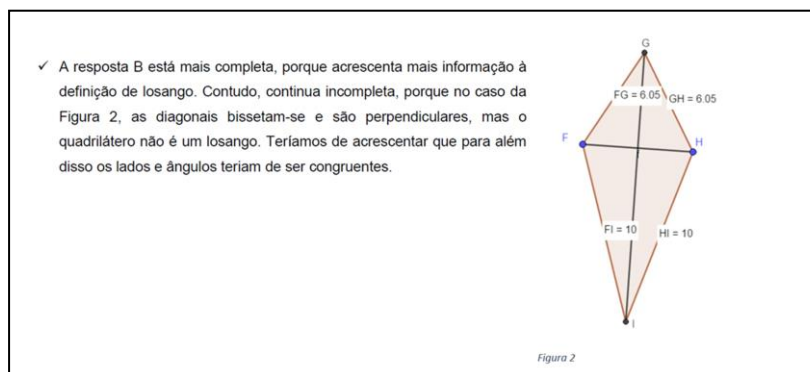 ✓ A resposta B está mais completa, porque acrescenta mais informação à
definição de losango. Contudo, continua incompleta, porque no caso da
Figura 2, as diagonais bissetam-se e são perpendiculares, mas o
quadrilátero não é um losango. Teríamos de acrescentar que para além
disso os lados e ângulos teriam de ser congruentes.
G
FG = 6.05
GH = 6.05
F
H
FI = 10
HI = 10
I
Figura 2